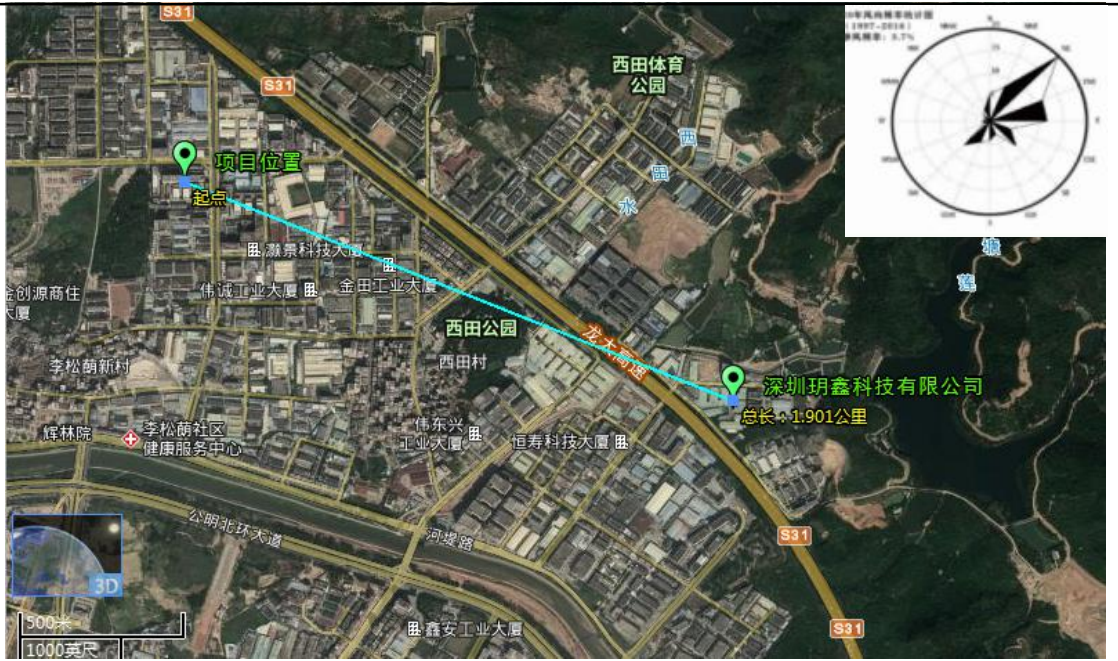 S31
S31
西田体育
公园
西
田
水
项目位置
起点
灏景科技大厦
伟诚工业大厦
金田工业大厦
金创源商住
大厦
塘
莲
西田公园
龙大高速
西田村
李松蓢新村
深圳玥鑫科技有限公司
总长:1.901公里
辉林院
李松蓢社区
健康服务中心
伟东兴
工业大厦
恒寿科技大厦
公明北环大道
河堤路
S31
3D
500米
1000英尺
鑫安工业大厦
S31